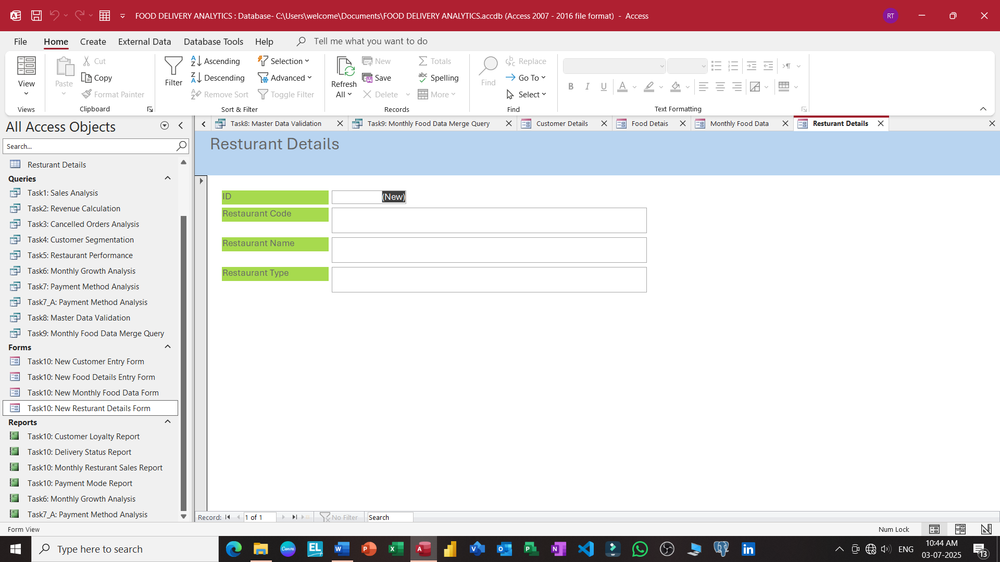 FOOD DELIVERY ANALYTICS : Database- C:\Users\welcome\Documents\FOOD DELIVERY ANALYTICS.accdb (Access 2007 - 2016 file format)  -  Access
RT
File Home Create External Data Database Tools Help Tell me what you want to do
View
Views
Paste
Cut
Copy
Format Painter
Clipboard
Filter
Ascending
Descending
Remove Sort
Selection
Advanced
Toggle Filter
Sort & Filter
Refresh All
New
Save
Delete
Totals
Spelling
More
Records
Find
Replace
Go To
Select
Find
B I U A
Text Formatting
All Access Objects
Search...
Resturant Details
Queries
Task1: Sales Analysis
Task2: Revenue Calculation
Task3: Cancelled Orders Analysis
Task4: Customer Segmentation
Task5: Restaurant Performance
Task6: Monthly Growth Analysis
Task7: Payment Method Analysis
Task7_A: Payment Method Analysis
Task8: Master Data Validation
Task9: Monthly Food Data Merge Query
Forms
Task10: New Customer Entry Form
Task10: New Food Details Entry Form
Task10: New Monthly Food Data Form
Task10: New Resturant Details Form
Reports
Task10: Customer Loyalty Report
Task10: Delivery Status Report
Task10: Monthly Resturant Sales Report
Task10: Payment Mode Report
Task6: Monthly Growth Analysis
Task7_A: Payment Method Analysis
Task8: Master Data Validation Task9: Monthly Food Data Merge Query Customer Details Food Detais Monthly Food Data Resturant Details
Resturant Details
ID (New)
Restaurant Code
Restaurant Name
Restaurant Type
Record: 1 of 1 No Filter Search
Form View
Num Lock
Type here to search
ENG
10:44 AM
03-07-2025
13